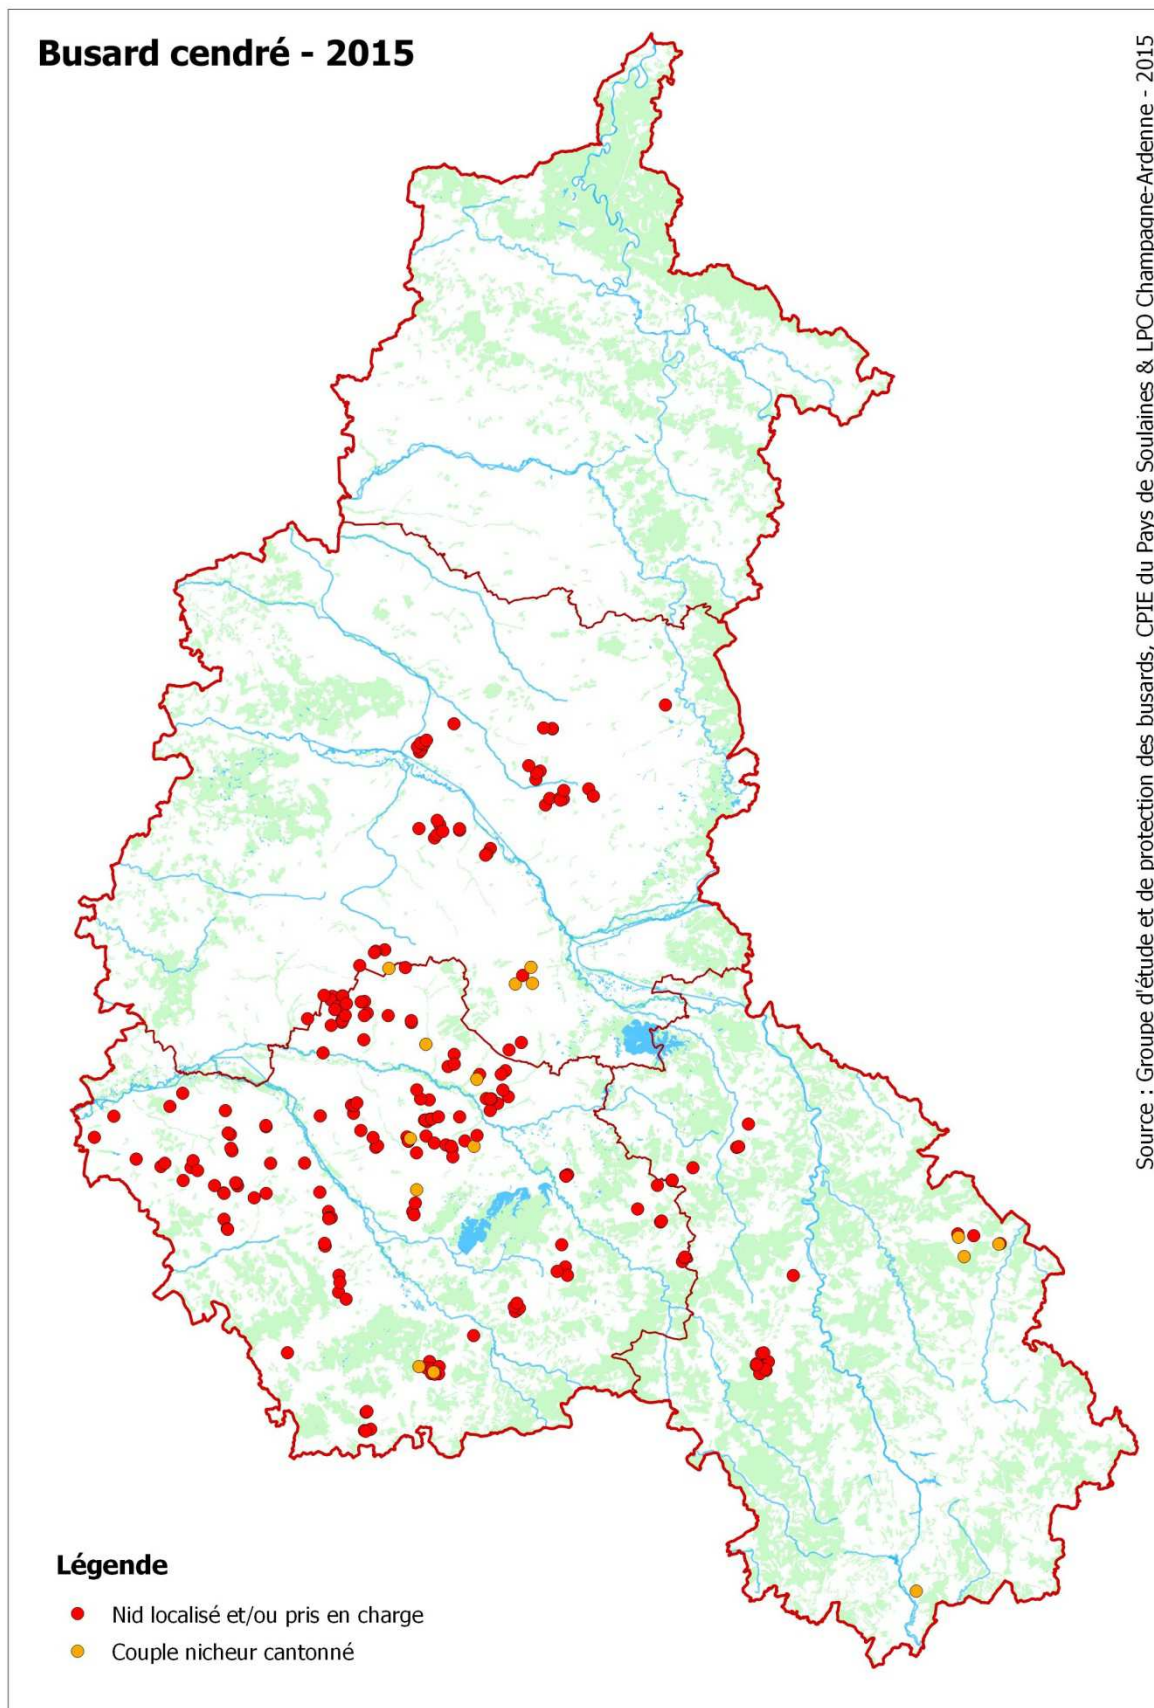 Busard cendré - 2015
Source : Groupe d'étude et de protection des busards, CPIE du Pays de Soulaines & LPO Champagne-Ardenne - 2015
Légende
Nid localisé et/ou pris en charge
Couple nicheur cantonné